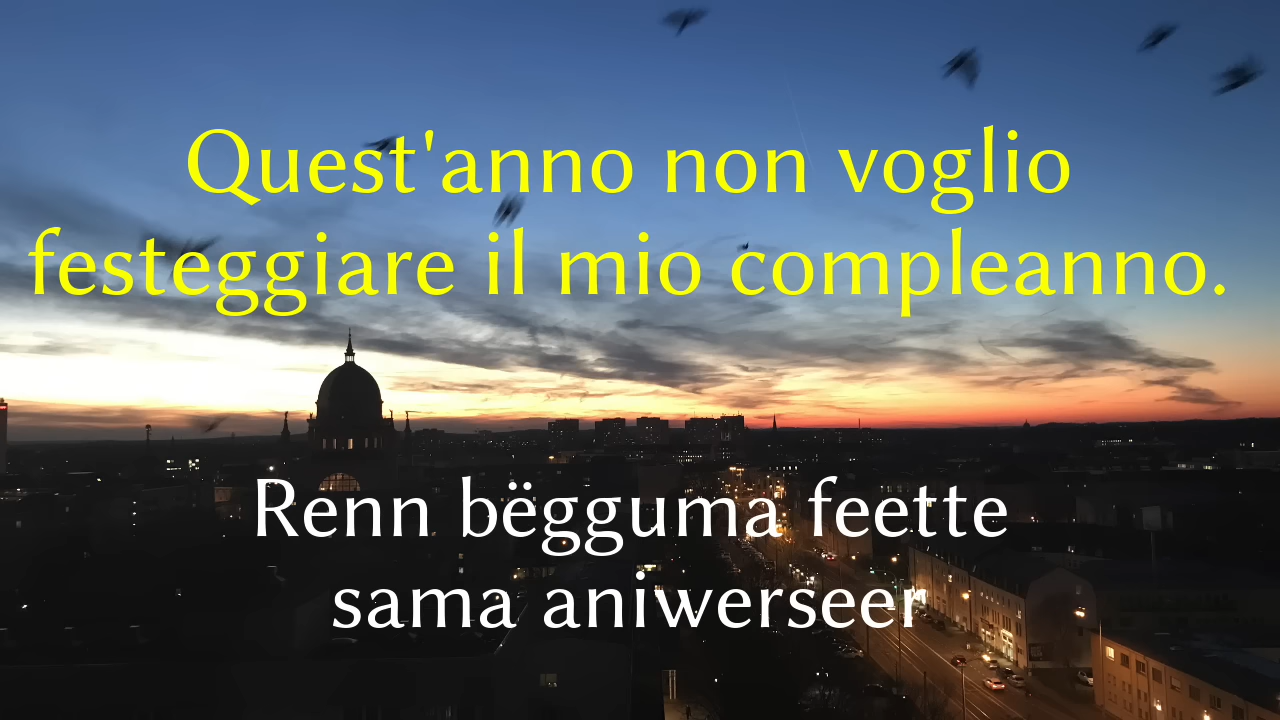 Quest'anno non voglio
festeggiare il mio compleanno.
Renn bëgguma feette
sama aniwerseer